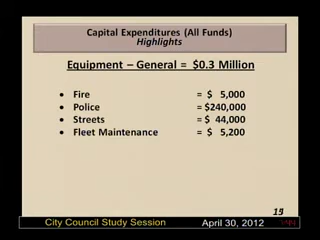 Capital Expenditures (All Funds)
Highlights
Equipment – General = $0.3 Million
• Fire = $ 5,000
• Police = $240,000
• Streets = $ 44,000
• Fleet Maintenance = $ 5,200
City Council Study Session April 30, 2012